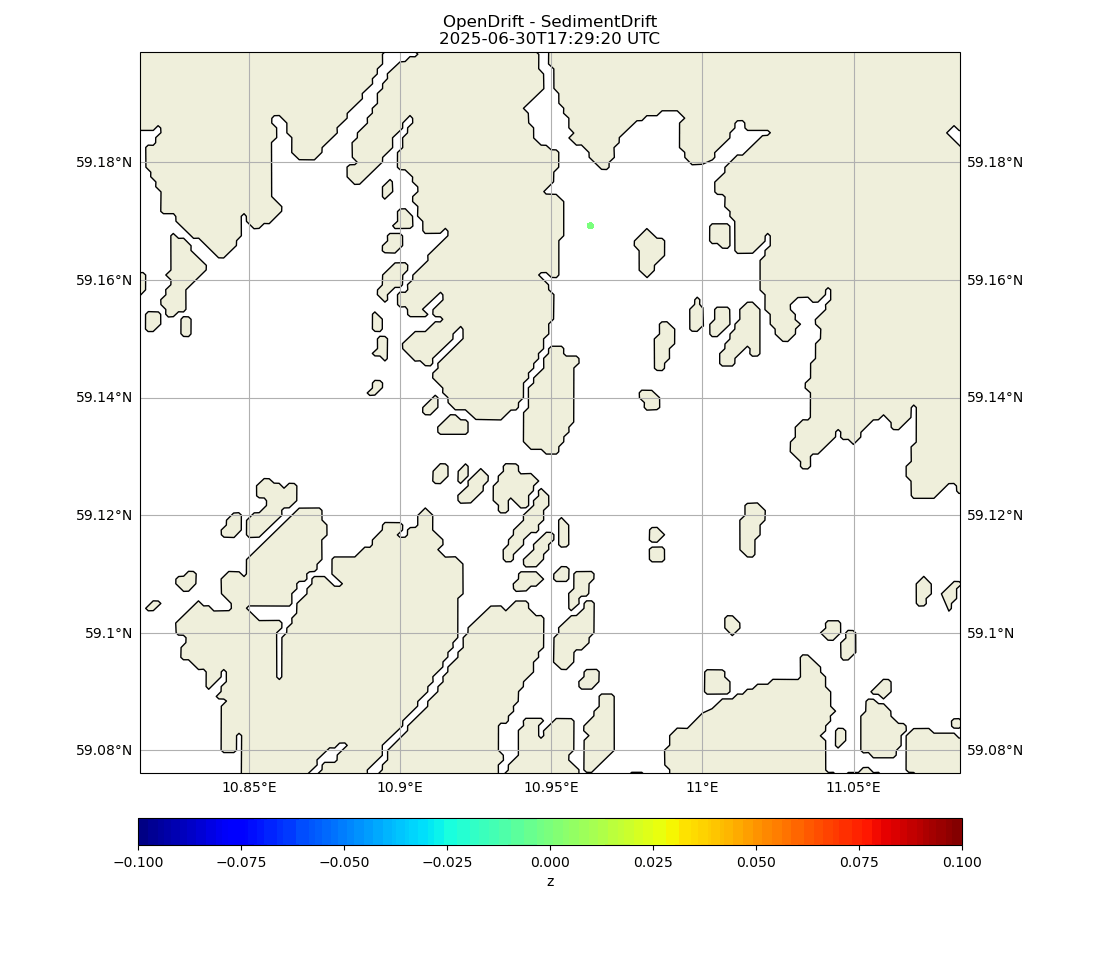 OpenDrift - SedimentDrift
2025-06-30T17:29:20 UTC
59.18°N 59.18°N
59.16°N 59.16°N
59.14°N 59.14°N
59.12°N 59.12°N
59.1°N 59.1°N
59.08°N 59.08°N
10.85°E 10.9°E 10.95°E 11°E 11.05°E
−0.100 −0.075 −0.050 −0.025 0.000 0.025 0.050 0.075 0.100
z